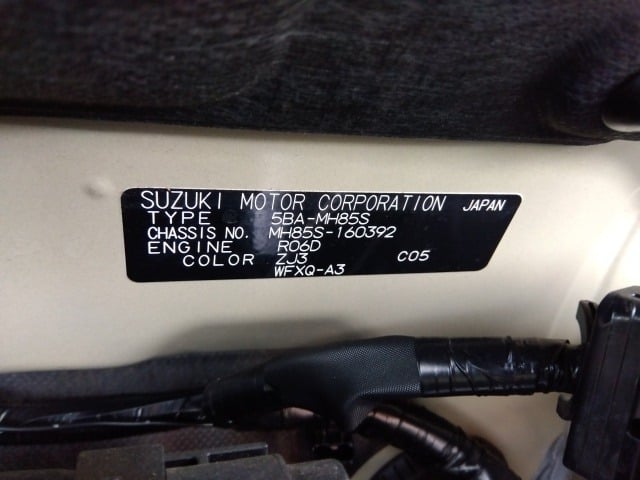 SUZUKI MOTOR CORPORATION JAPAN
TYPE 5BA-MH85S
CHASSIS NO. MH85S-160392
ENGINE R06D
COLOR ZJ3 C05
WFXQ-A3